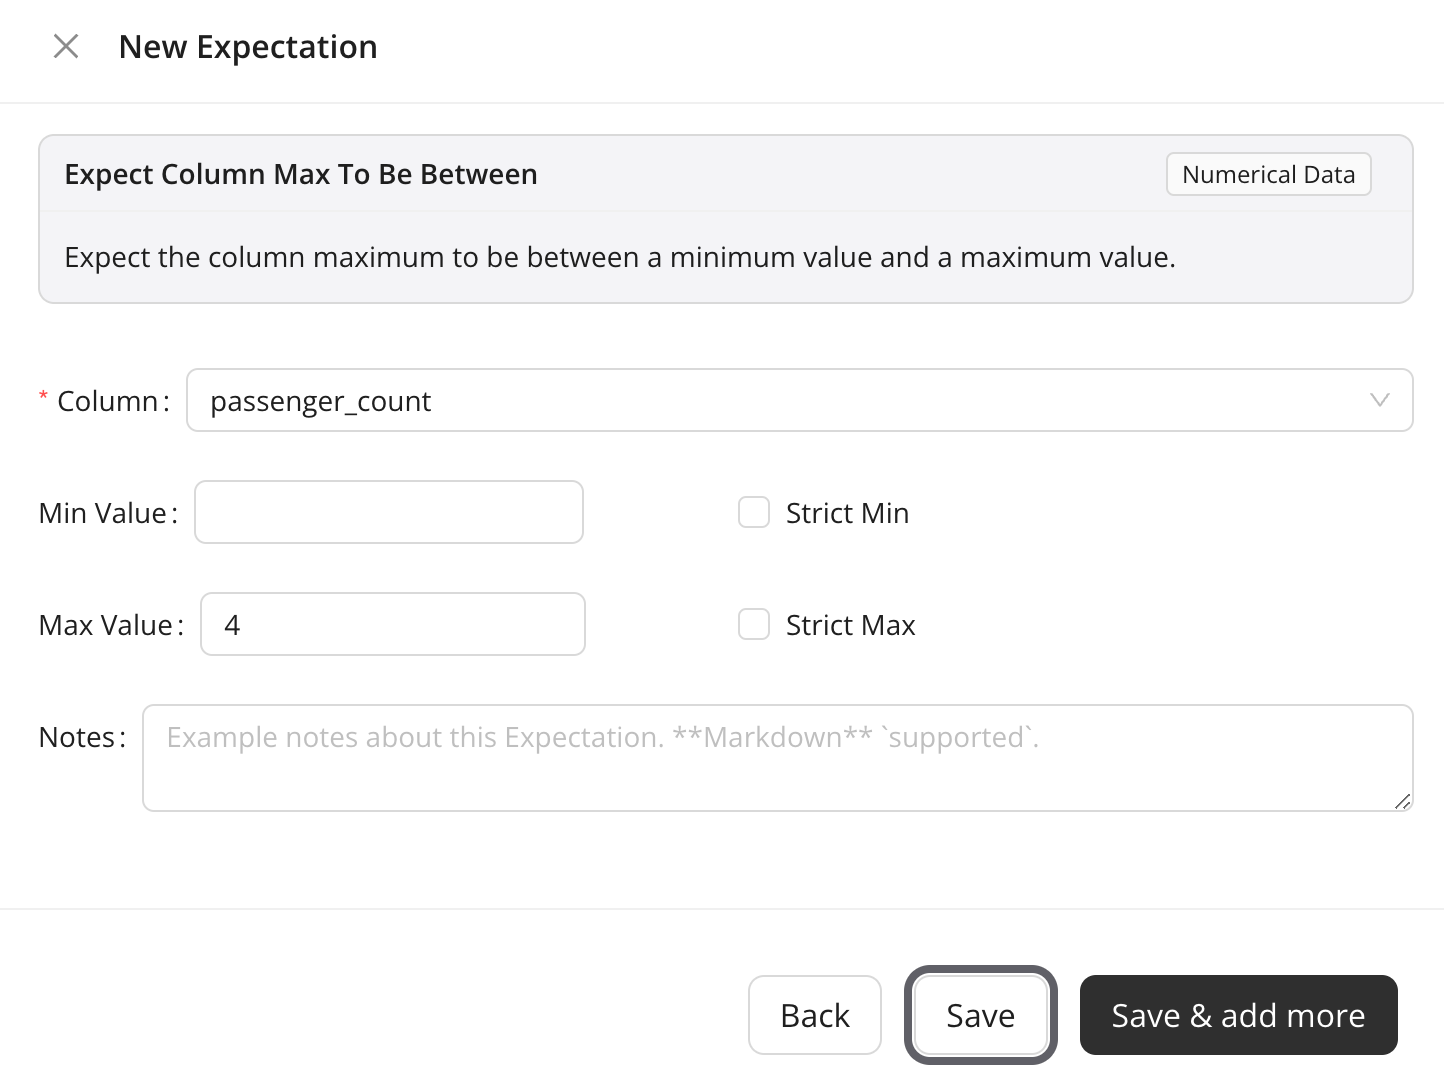 New Expectation
Expect Column Max To Be Between
Numerical Data
Expect the column maximum to be between a minimum value and a maximum value.
* Column:
passenger_count
Min Value:
Strict Min
Max Value:
4
Strict Max
Notes:
Example notes about this Expectation. **Markdown** `supported`.
Back
Save
Save & add more